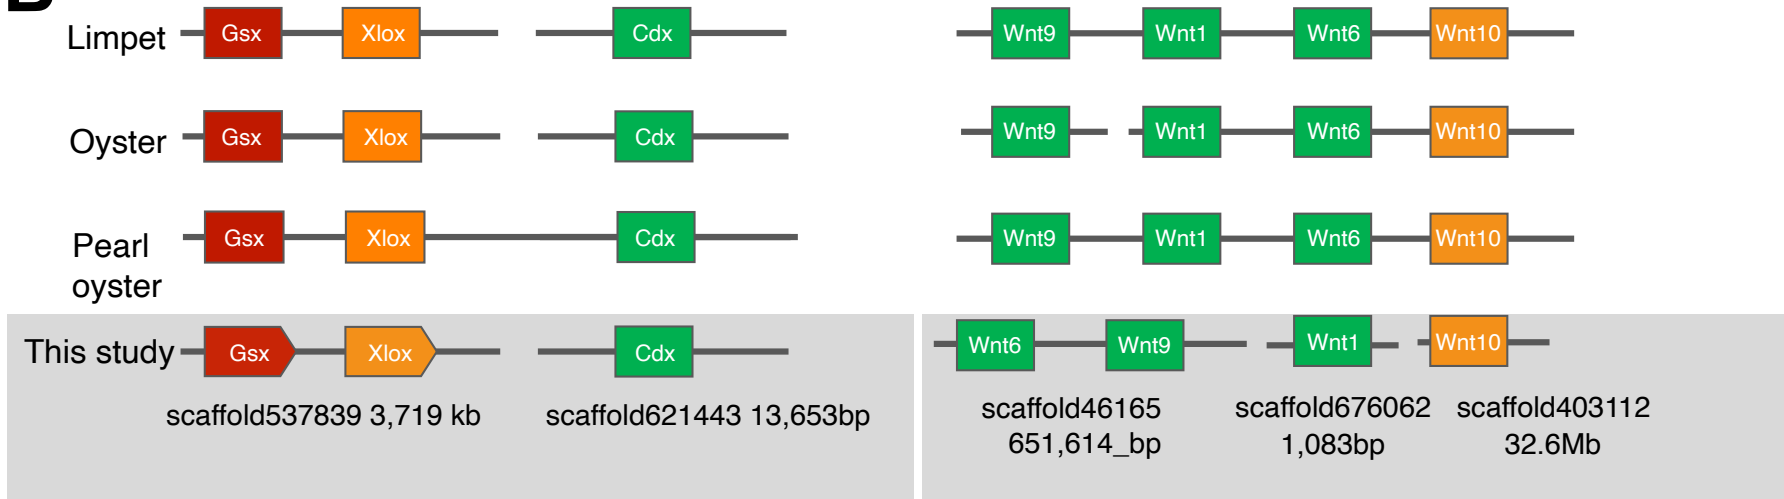 B
Limpet Gsx Xlox Cdx Wnt9 Wnt1 Wnt6 Wnt10
Oyster Gsx Xlox Cdx Wnt9 Wnt1 Wnt6 Wnt10
Pearl Gsx Xlox Cdx Wnt9 Wnt1 Wnt6 Wnt10
oyster
This study Gsx Xlox Cdx Wnt6 Wnt9 Wnt1 Wnt10
scaffold537839 3,719 kb scaffold621443 13,653bp scaffold46165 scaffold676062 scaffold403112
651,614_bp 1,083bp 32.6Mb